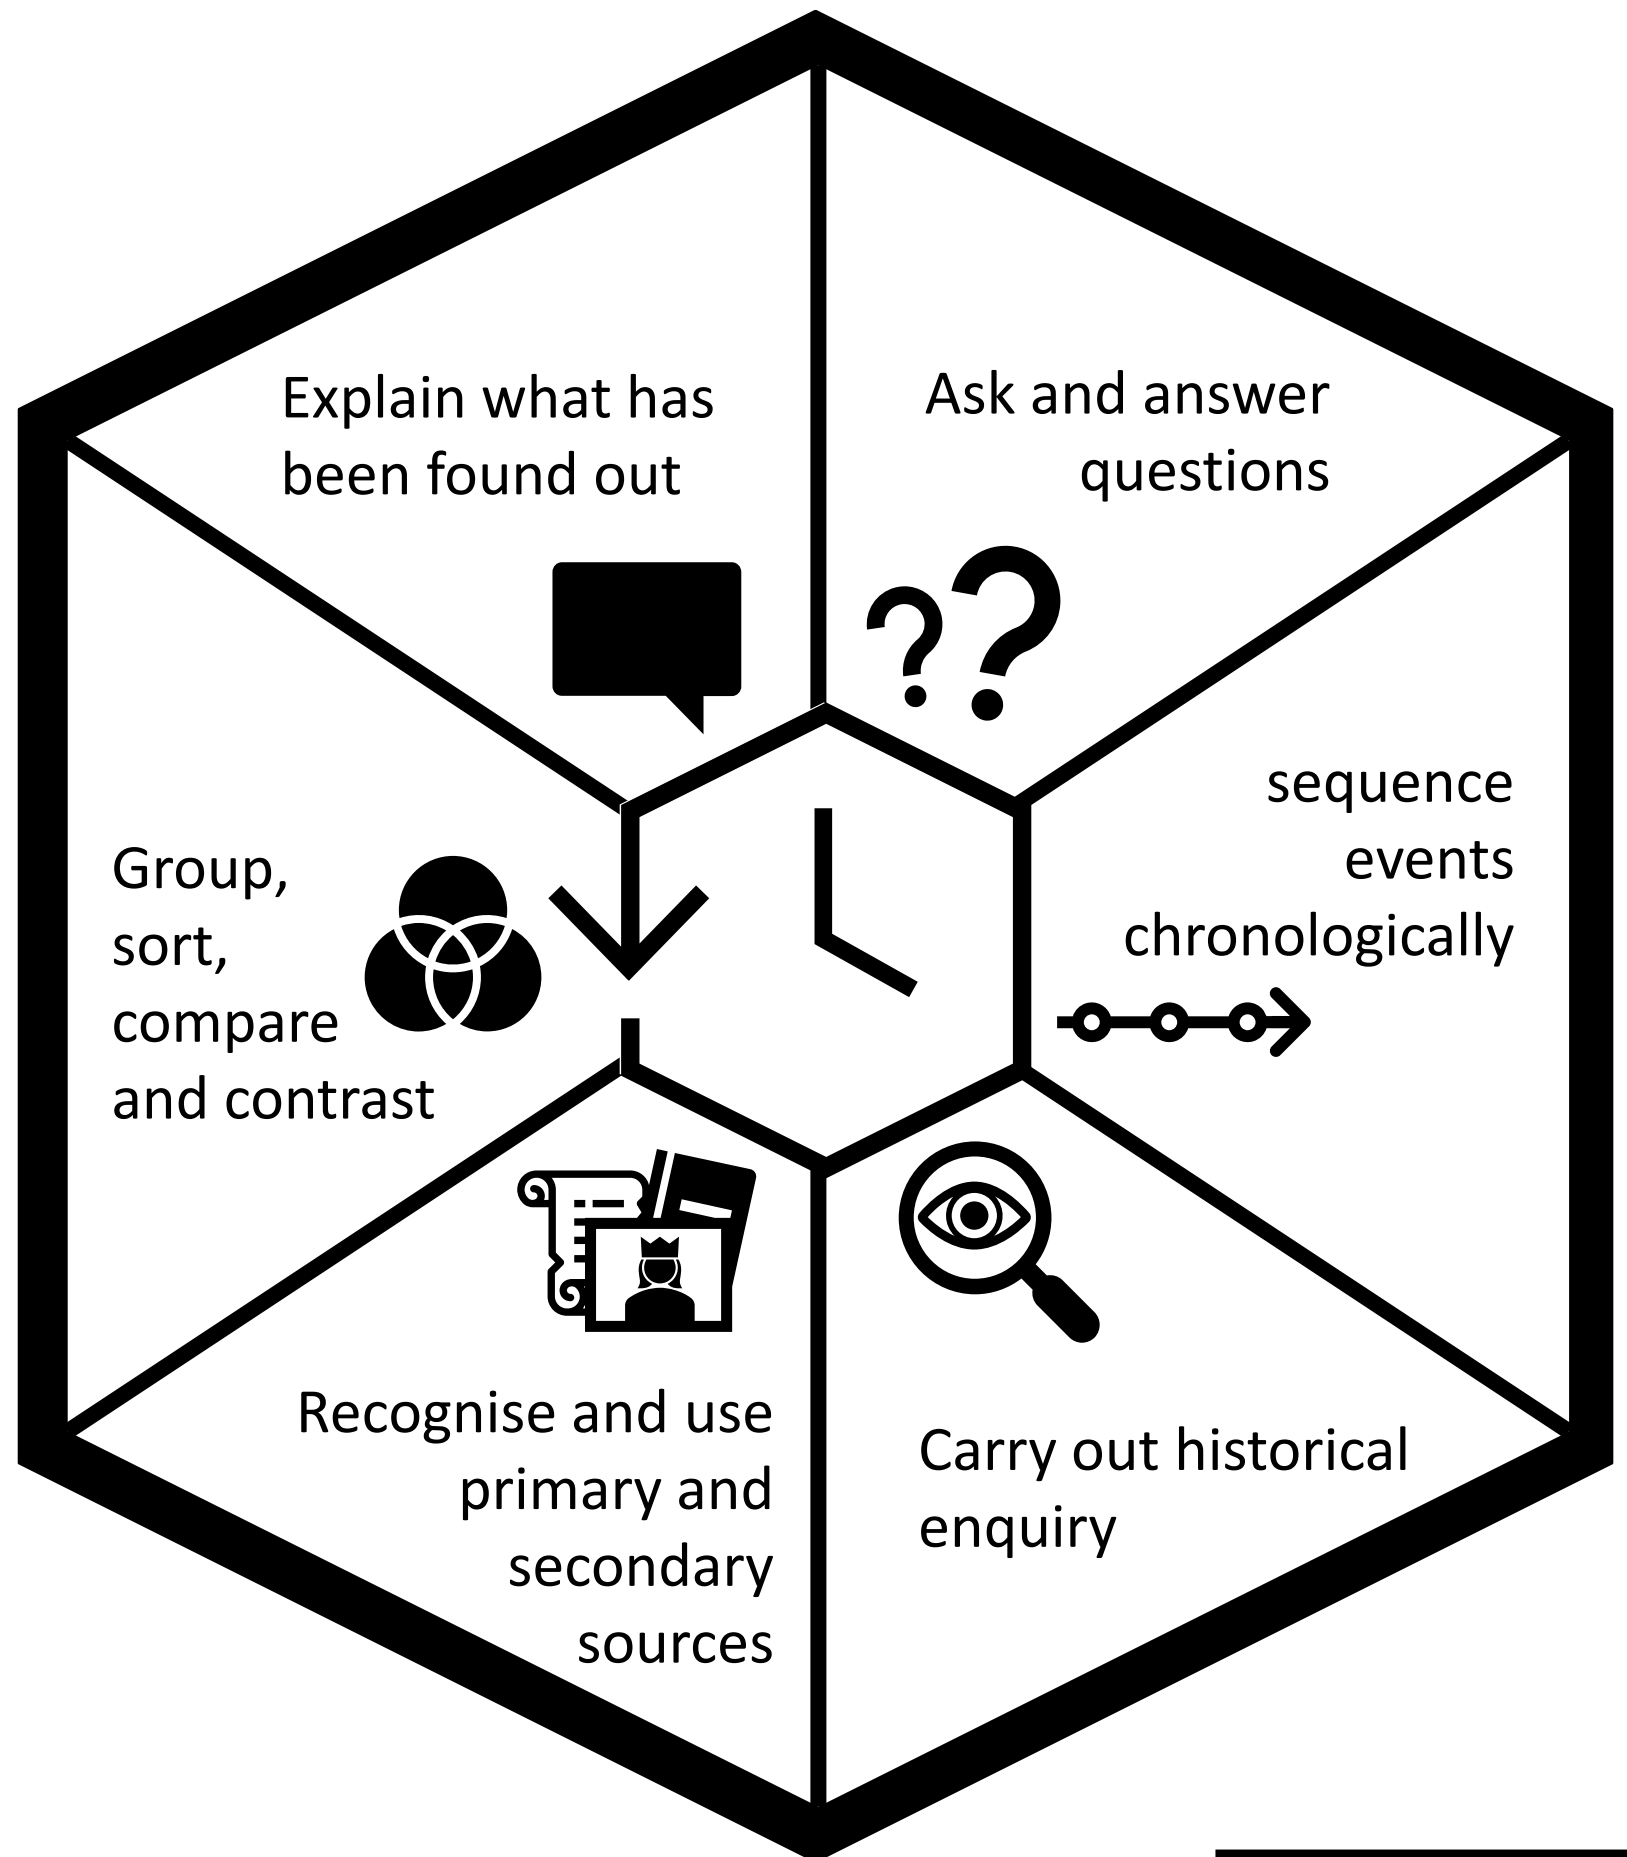 Explain what has
been found out
Ask and answer
questions
sequence
events
chronologically
Carry out historical
enquiry
Recognise and use
primary and
secondary
sources
Group,
sort,
compare
and contrast